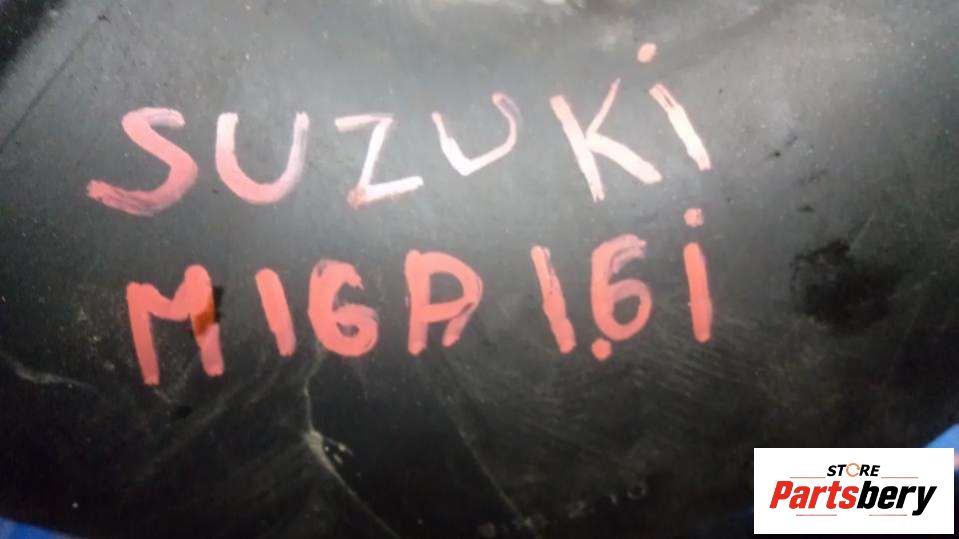 SUZUKi
M16A 1.6i
STORE
Partsbery